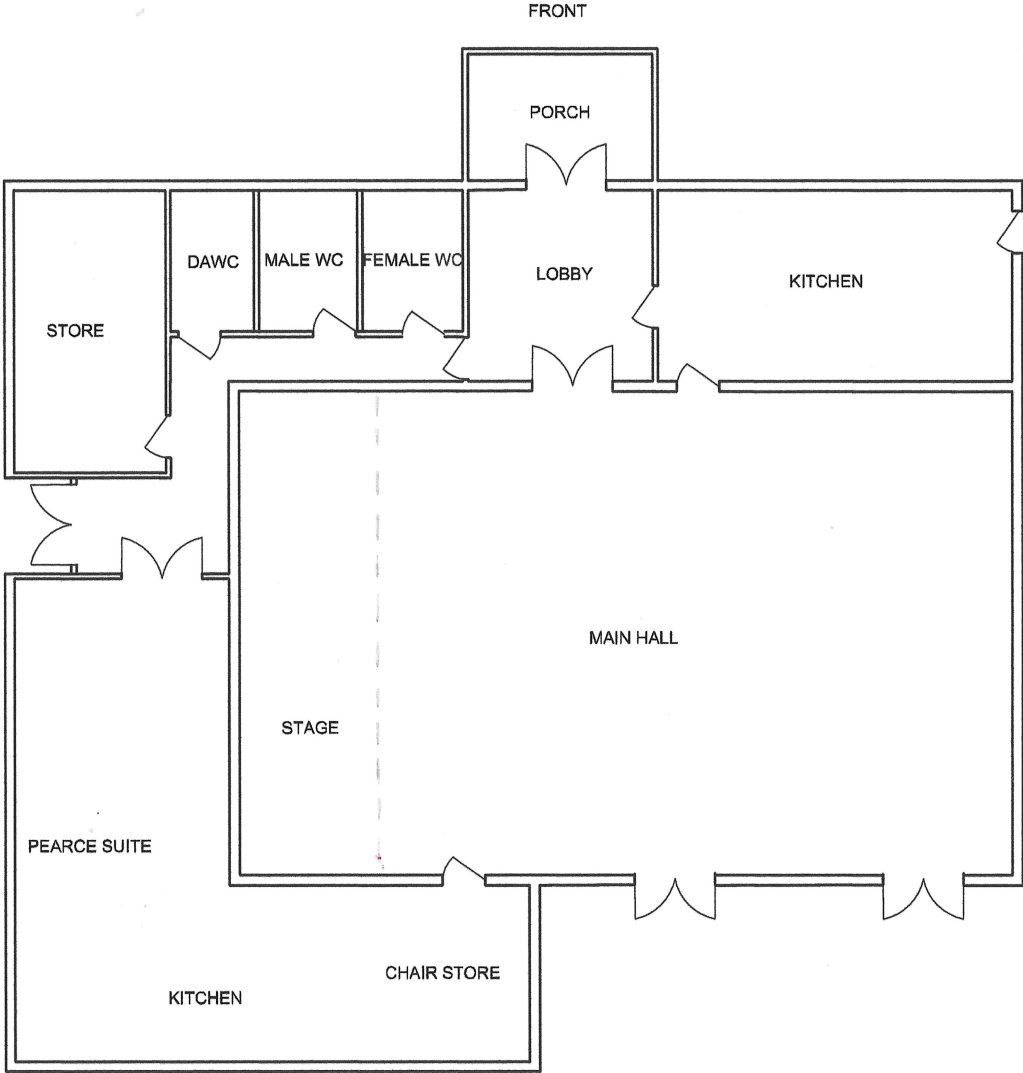 FRONT
PORCH
DAWC
MALE WC
FEMALE WC
LOBBY
KITCHEN
STORE
MAIN HALL
STAGE
PEARCE SUITE
CHAIR STORE
KITCHEN